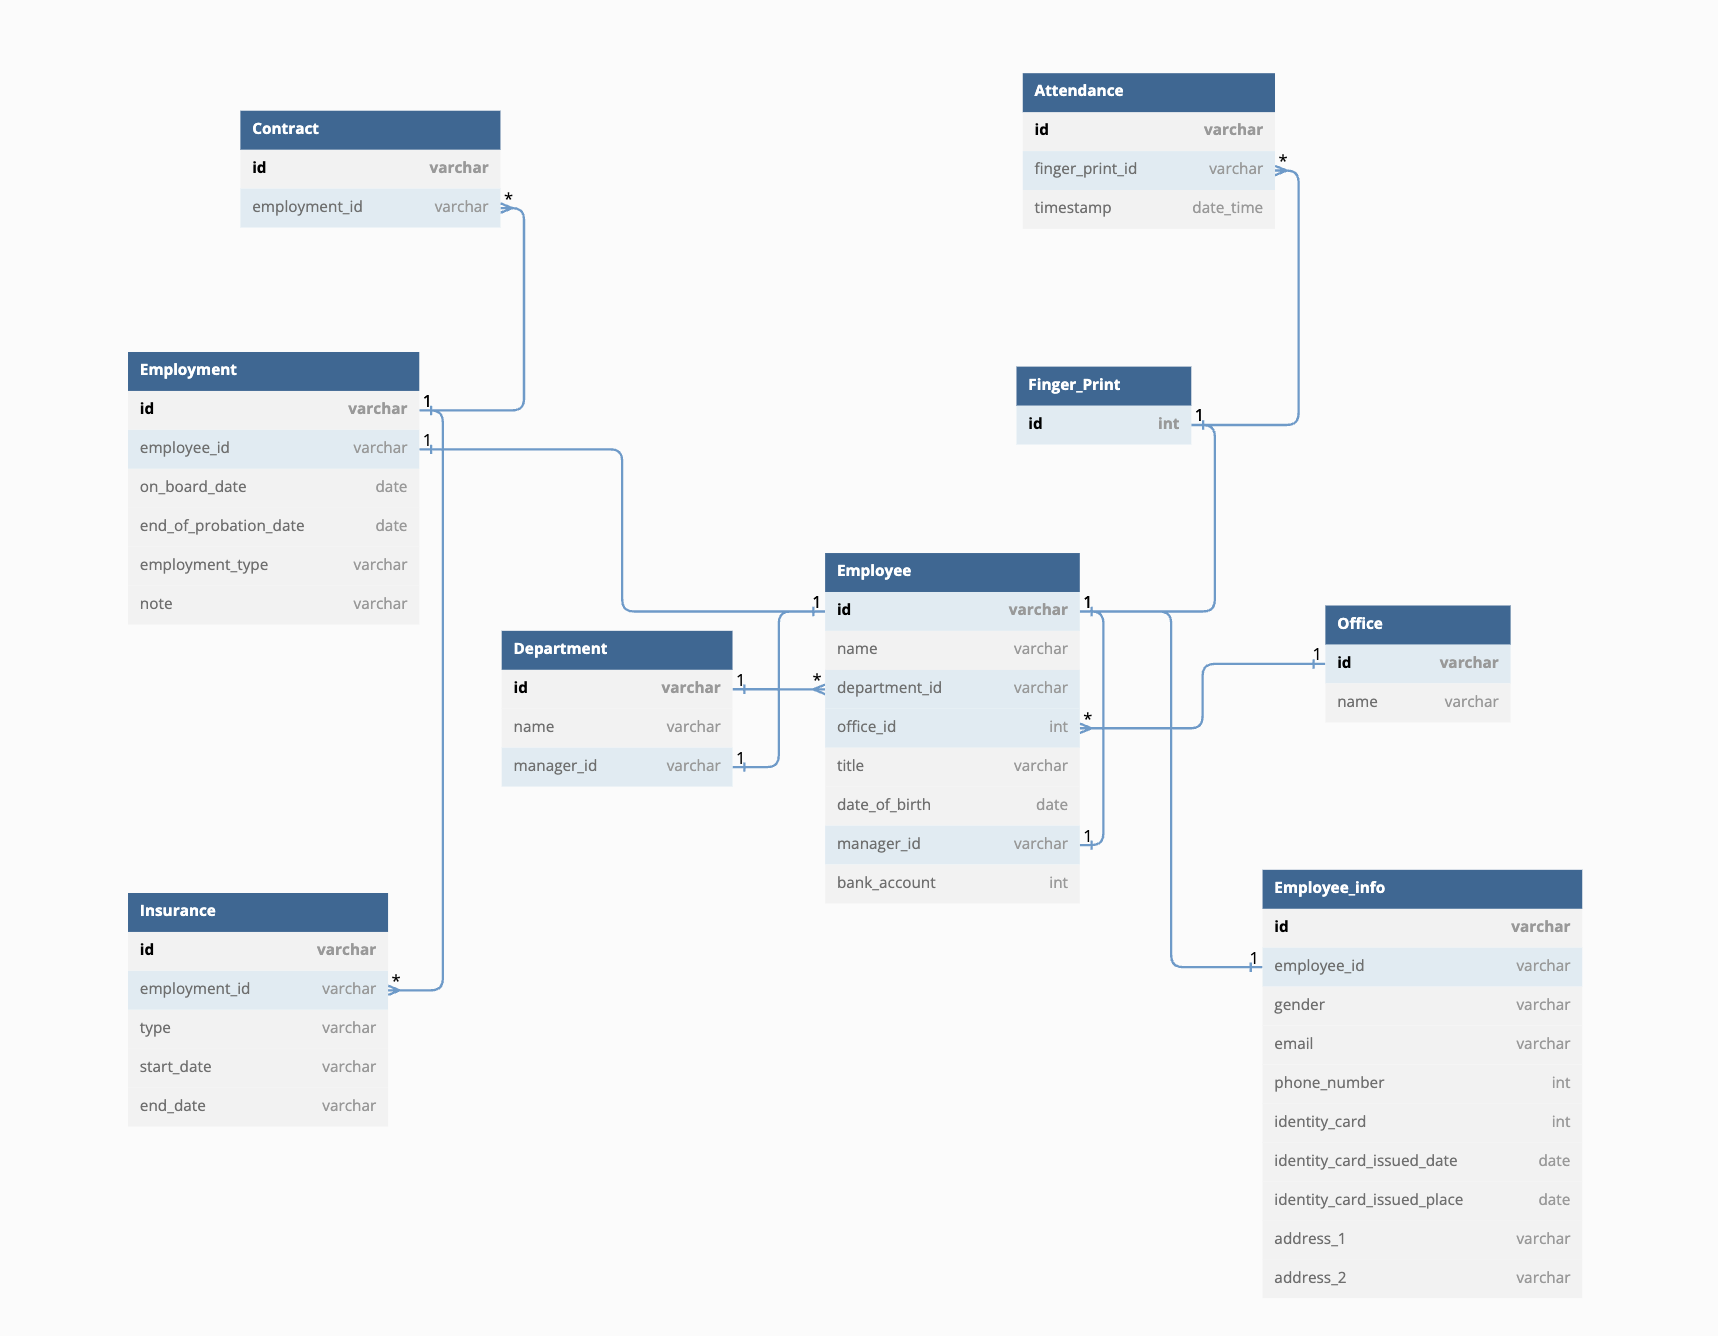 Contract
id varchar
employment_id varchar *
Attendance
id varchar
finger_print_id varchar *
timestamp date_time
Employment
id varchar 1
employee_id varchar 1
on_board_date date
end_of_probation_date date
employment_type varchar
note varchar
Finger_Print
id int 1
Employee
1 id varchar 1
name varchar
* department_id varchar
office_id int *
title varchar
date_of_birth date
manager_id varchar 1
bank_account int
Department
id varchar 1
name varchar
manager_id varchar 1
Office
1 id varchar
name varchar
Insurance
id varchar
employment_id varchar *
type varchar
start_date varchar
end_date varchar
Employee_info
id varchar
1 employee_id varchar
gender varchar
email varchar
phone_number int
identity_card int
identity_card_issued_date date
identity_card_issued_place date
address_1 varchar
address_2 varchar